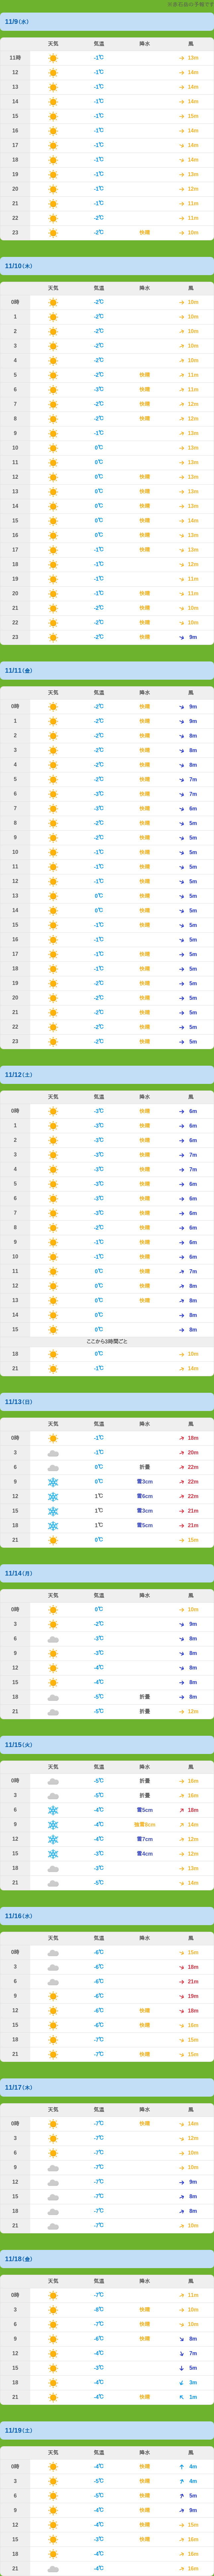 11/9(水)
天気 気温 降水 風
11時 -1℃ 13m
12 -1℃ 14m
13 -1℃ 14m
14 -1℃ 14m
15 -1℃ 15m
16 -1℃ 14m
17 -1℃ 14m
18 -1℃ 14m
19 -1℃ 13m
20 -1℃ 12m
21 -1℃ 11m
22 -2℃ 11m
23 -2℃ 快晴 10m
11/10(木)
天気 気温 降水 風
0時 -2℃ 10m
1 -2℃ 10m
2 -2℃ 10m
3 -2℃ 10m
4 -2℃ 10m
5 -2℃ 快晴 11m
6 -3℃ 快晴 11m
7 -2℃ 快晴 12m
8 -2℃ 快晴 12m
9 -1℃ 13m
10 0℃ 13m
11 0℃ 13m
12 0℃ 快晴 13m
13 0℃ 快晴 13m
14 0℃ 快晴 13m
15 0℃ 快晴 14m
16 0℃ 快晴 13m
17 -1℃ 快晴 13m
18 -1℃ 12m
19 -1℃ 11m
20 -1℃ 快晴 11m
21 -2℃ 快晴 10m
22 -2℃ 快晴 10m
23 -2℃ 快晴 9m
11/11(金)
天気 気温 降水 風
0時 -2℃ 快晴 9m
1 -2℃ 快晴 9m
2 -2℃ 快晴 8m
3 -2℃ 快晴 8m
4 -2℃ 快晴 8m
5 -2℃ 快晴 7m
6 -3℃ 快晴 7m
7 -3℃ 快晴 6m
8 -2℃ 快晴 5m
9 -2℃ 快晴 5m
10 -1℃ 快晴 5m
11 -1℃ 快晴 5m
12 -1℃ 快晴 5m
13 0℃ 快晴 5m
14 0℃ 快晴 5m
15 -1℃ 快晴 5m
16 -1℃ 5m
17 -1℃ 快晴 5m
18 -1℃ 快晴 5m
19 -2℃ 快晴 5m
20 -2℃ 快晴 5m
21 -2℃ 快晴 5m
22 -2℃ 快晴 5m
23 -2℃ 快晴 5m
11/12(土)
天気 気温 降水 風
0時 -3℃ 快晴 6m
1 -3℃ 快晴 6m
2 -3℃ 快晴 6m
3 -3℃ 快晴 7m
4 -3℃ 快晴 7m
5 -3℃ 快晴 6m
6 -3℃ 快晴 6m
7 -3℃ 快晴 6m
8 -2℃ 快晴 6m
9 -1℃ 快晴 6m
10 -1℃ 快晴 6m
11 0℃ 快晴 7m
12 0℃ 快晴 8m
13 0℃ 快晴 8m
14 0℃ 8m
15 0℃ 8m
ここから3時間ごと
18 0℃ 10m
21 -1℃ 14m
11/13(日)
天気 気温 降水 風
0時 -1℃ 18m
3 -1℃ 20m
6 0℃ 折曇 22m
9 0℃ 雪3cm 22m
12 1℃ 雪6cm 22m
15 1℃ 雪3cm 21m
18 1℃ 雪5cm 21m
21 0℃ 15m
11/14(月)
天気 気温 降水 風
0時 0℃ 10m
3 -2℃ 9m
6 -3℃ 8m
9 -3℃ 8m
12 -4℃ 8m
15 -4℃ 8m
18 -5℃ 折曇 8m
21 -5℃ 折曇 12m
11/15(火)
天気 気温 降水 風
0時 -5℃ 折曇 16m
3 -5℃ 折曇 16m
6 -4℃ 雪5cm 18m
9 -4℃ 14m
12 -4℃ 雪7cm 12m
15 -3℃ 雪4cm 12m
18 -3℃ 13m
21 -5℃ 14m
11/16(水)
天気 気温 降水 風
0時 -6℃ 15m
3 -6℃ 18m
6 -6℃ 21m
9 -6℃ 19m
12 -6℃ 快晴 18m
15 -6℃ 快晴 16m
18 -7℃ 15m
21 -7℃ 快晴 15m
11/17(木)
天気 気温 降水 風
0時 -7℃ 快晴 14m
3 -7℃ 12m
6 -7℃ 10m
9 -7℃ 10m
12 -7℃ 9m
15 -7℃ 8m
18 -7℃ 8m
21 -7℃ 10m
11/18(金)
天気 気温 降水 風
0時 -7℃ 11m
3 -8℃ 快晴 10m
6 -7℃ 快晴 10m
9 -6℃ 快晴 8m
12 -4℃ 7m
15 -3℃ 5m
18 -4℃ 3m
21 -4℃ 快晴 1m
11/19(土)
天気 気温 降水 風
0時 -4℃ 快晴 4m
3 -5℃ 快晴 4m
6 -5℃ 快晴 5m
9 -4℃ 快晴 9m
12 -4℃ 快晴 15m
15 -3℃ 快晴 16m
18 -4℃ 16m
21 -4℃ 16m